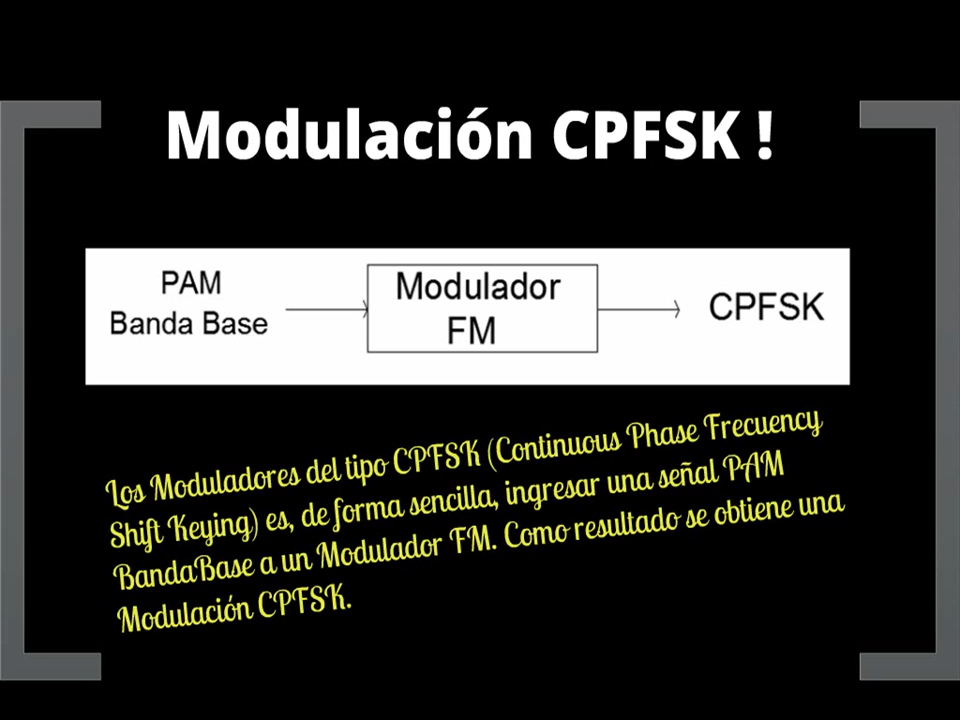 Modulación CPFSK !
PAM
Banda Base
Modulador
FM
CPFSK
Los Moduladores del tipo CPFSK (Continuous Phase Frecuency
Shift Keying) es, de forma sencilla, ingresar una señal PAM
BandaBase a un Modulador FM. Como resultado se obtiene una
Modulación CPFSK.